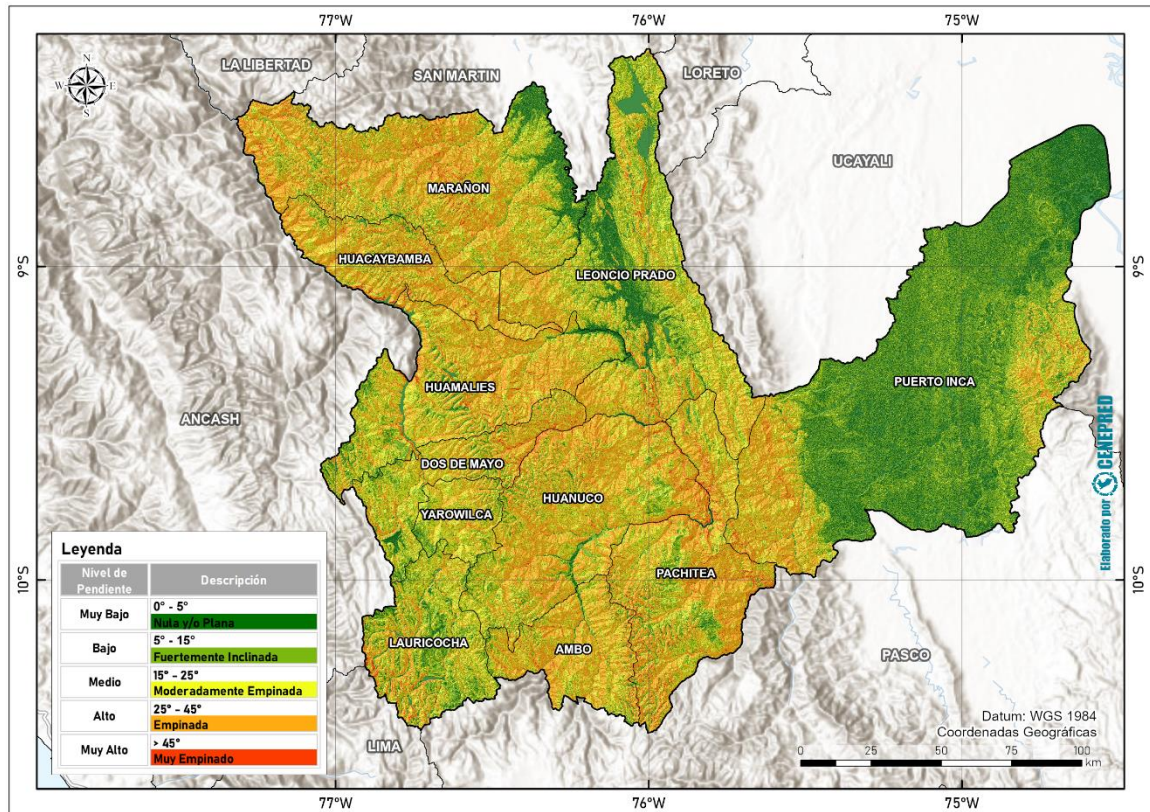 77°W
76°W
75°W
LA LIBERTAD
SAN MARTIN
LORETO
N
W
E
S
UCAYALI
MARAÑON
9°S
HUACAYBAMBA
LEONCIO PRADO
9°S
HUAMALIES
PUERTO INCA
ANCASH
DOS DE MAYO
HUANUCO
YAROWILCA
Elaborado por CENEPRED
10°S
PACHITEA
10°S
LAURICOCHA
AMBO
PASCO
LIMA
Leyenda
Nivel de Pendiente
Descripción
Muy Bajo
0° - 5°
Nula y/o Plana
Bajo
5° - 15°
Fuertemente Inclinada
Medio
15° - 25°
Moderadamente Empinada
Alto
25° - 45°
Empinada
Muy Alto
> 45°
Muy Empinado
Datum: WGS 1984
Coordenadas Geográficas
0 12.5 25 50 75 100
km
77°W
76°W
75°W